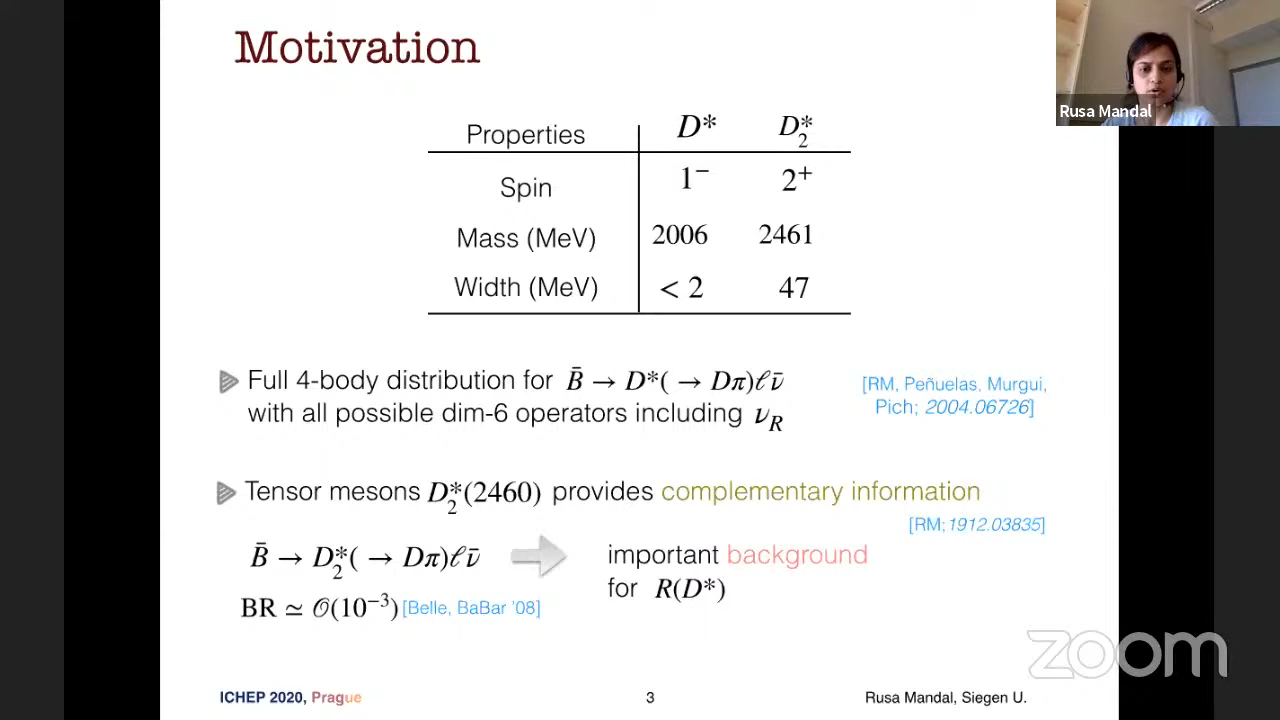 Motivation
Rusa Mandal
Properties D* D₂*
Spin 1⁻ 2⁺
Mass (MeV) 2006 2461
Width (MeV) < 2 47
Full 4-body distribution for B̄ → D*( → Dπ)ℓν̄
with all possible dim-6 operators including ν_R
[RM, Peñuelas, Murgui,
Pich; 2004.06726]
Tensor mesons D₂*(2460) provides complementary information
[RM; 1912.03835]
B̄ → D₂*( → Dπ)ℓν̄
important background
for R(D*)
BR ≃ 𝒪(10⁻³) [Belle, BaBar '08]
zoom
ICHEP 2020, Prague 3 Rusa Mandal, Siegen U.